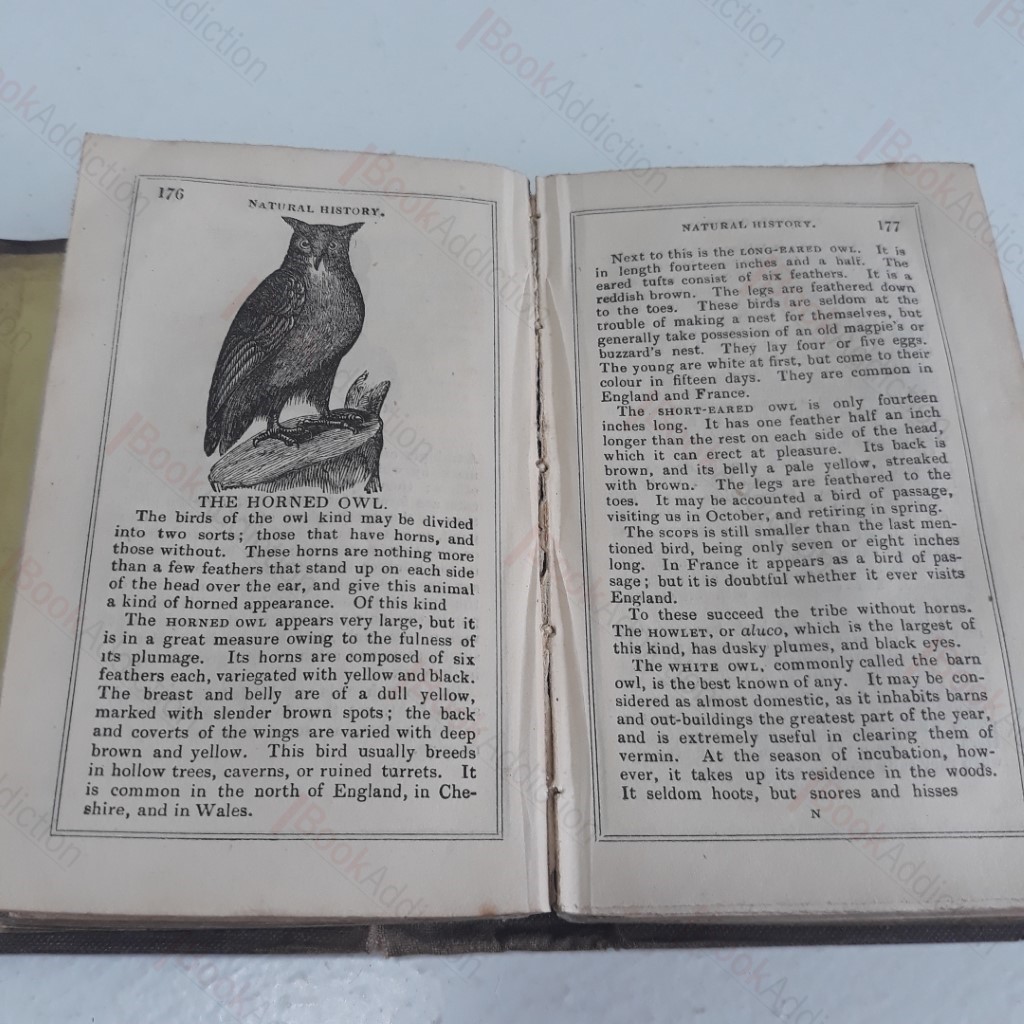 176
NATURAL HISTORY.
THE HORNED OWL.
The birds of the owl kind may be divided
into two sorts; those that have horns, and
those without. These horns are nothing more
than a few feathers that stand up on each side
of the head over the ear, and give this animal
a kind of horned appearance. Of this kind
The HORNED OWL appears very large, but it
is in a great measure owing to the fulness of
its plumage. Its horns are composed of six
feathers each, variegated with yellow and black.
The breast and belly are of a dull yellow,
marked with slender brown spots; the back
and coverts of the wings are varied with deep
brown and yellow. This bird usually breeds
in hollow trees, caverns, or ruined turrets. It
is common in the north of England, in Che-
shire, and in Wales.
NATURAL HISTORY. 177
Next to this is the LONG-EARED OWL. It is
in length fourteen inches and a half. The
eared tufts consist of six feathers. It is a
reddish brown. The legs are feathered down
to the toes. These birds are seldom at the
trouble of making a nest for themselves, but
generally take possession of an old magpie's or
buzzard's nest. They lay four or five eggs.
The young are white at first, but come to their
colour in fifteen days. They are common in
England and France.
The SHORT-EARED OWL is only fourteen
inches long. It has one feather half an inch
longer than the rest on each side of the head,
which it can erect at pleasure. Its back is
brown, and its belly a pale yellow, streaked
with brown. The legs are feathered to the
toes. It may be accounted a bird of passage,
visiting us in October, and retiring in spring.
The SCOPS is still smaller than the last men-
tioned bird, being only seven or eight inches
long. In France it appears as a bird of pas-
sage; but it is doubtful whether it ever visits
England.
To these succeed the tribe without horns.
The HOWLET, or aluco, which is the largest of
this kind, has dusky plumes, and black eyes.
The WHITE OWL, commonly called the barn
owl, is the best known of any. It may be con-
sidered as almost domestic, as it inhabits barns
and out-buildings the greatest part of the year,
and is extremely useful in clearing them of
vermin. At the season of incubation, how-
ever, it takes up its residence in the woods.
It seldom hoots, but snores and hisses
N
BookAddiction